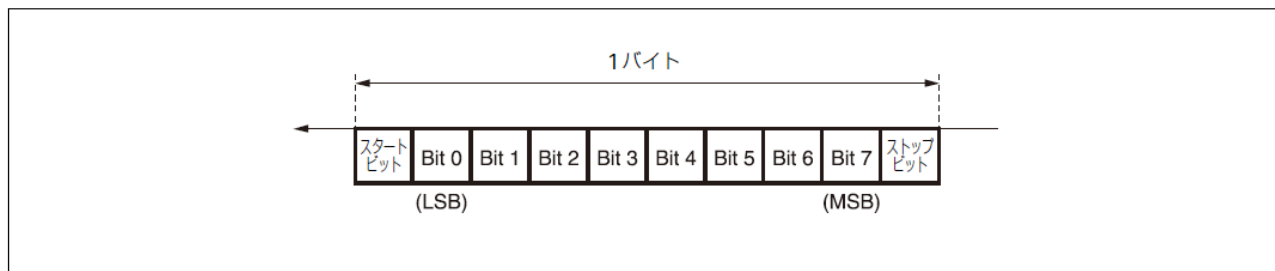 1バイト
スタート
ビット
Bit 0
Bit 1
Bit 2
Bit 3
Bit 4
Bit 5
Bit 6
Bit 7
ストップ
ビット
(LSB)
(MSB)